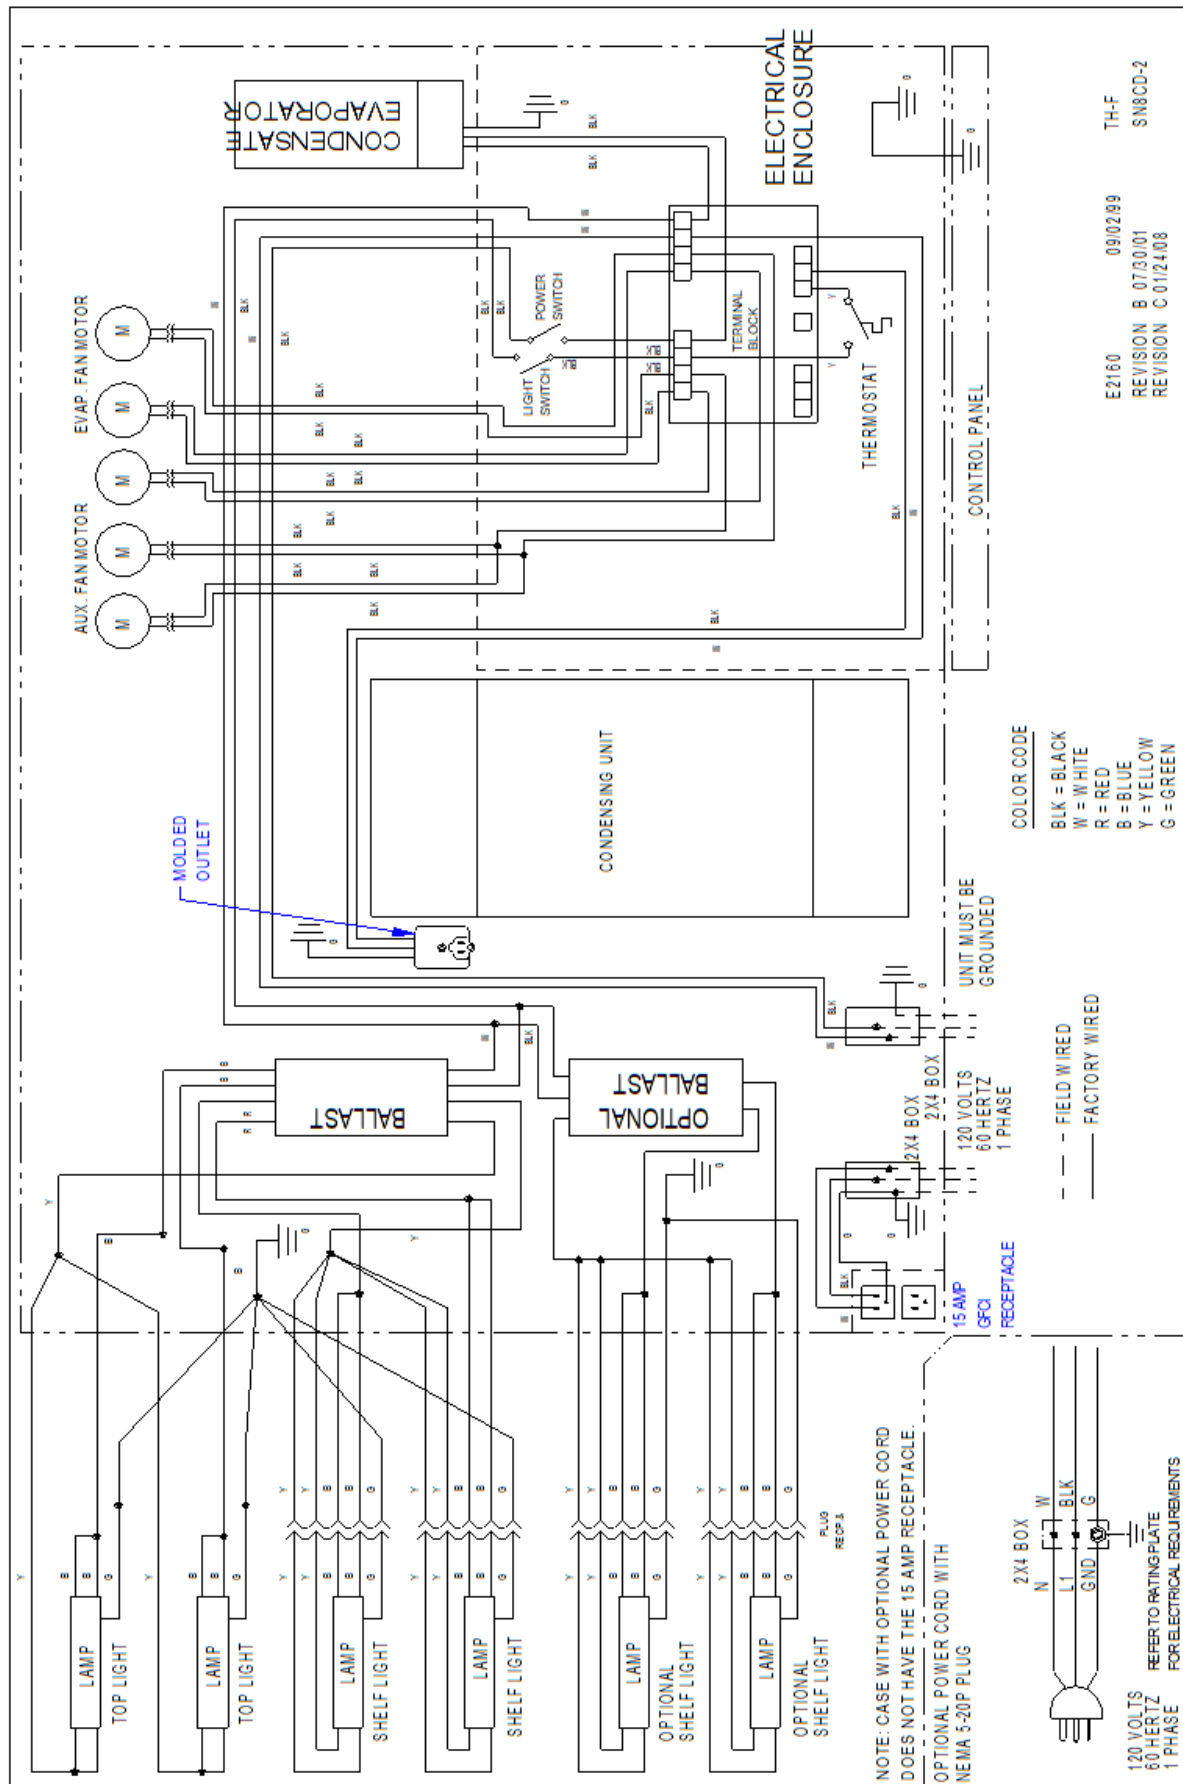 AUX. FAN MOTOR
EVAP. FAN MOTOR
M
M
M
M
M
CONDENSATE
EVAPORATOR
ELECTRICAL
ENCLOSURE
LIGHT
SWITCH
POWER
SWITCH
TERMINAL
BLOCK
THERMOSTAT
CONTROL PANEL
MOLDED
OUTLET
CONDENSING UNIT
BALLAST
OPTIONAL
BALLAST
UNIT MUST BE
GROUNDED
2X4 BOX
2X4 BOX
120 VOLTS
60 HERTZ
1 PHASE
15 AMP
GFCI
RECEPTACLE
LAMP
TOP LIGHT
LAMP
TOP LIGHT
LAMP
SHELF LIGHT
LAMP
SHELF LIGHT
LAMP
OPTIONAL
SHELF LIGHT
LAMP
OPTIONAL
SHELF LIGHT
PLUG
RECP.S
Y
Y
B
B
G
W
BLK
R
R
NOTE: CASE WITH OPTIONAL POWER CORD
DOES NOT HAVE THE 15 AMP RECEPTACLE.
OPTIONAL POWER CORD WITH
NEMA 5-20P PLUG
2X4 BOX
N W
L1 BLK
GND G
120 VOLTS
60 HERTZ
1 PHASE
REFER TO RATING PLATE
FOR ELECTRICAL REQUIREMENTS
FIELD WIRED
FACTORY WIRED
COLOR CODE
BLK = BLACK
W = WHITE
R = RED
B = BLUE
Y = YELLOW
G = GREEN
E2160 09/02/99 TH-F
REVISION B 07/30/01 SN8CD-2
REVISION C 01/24/08